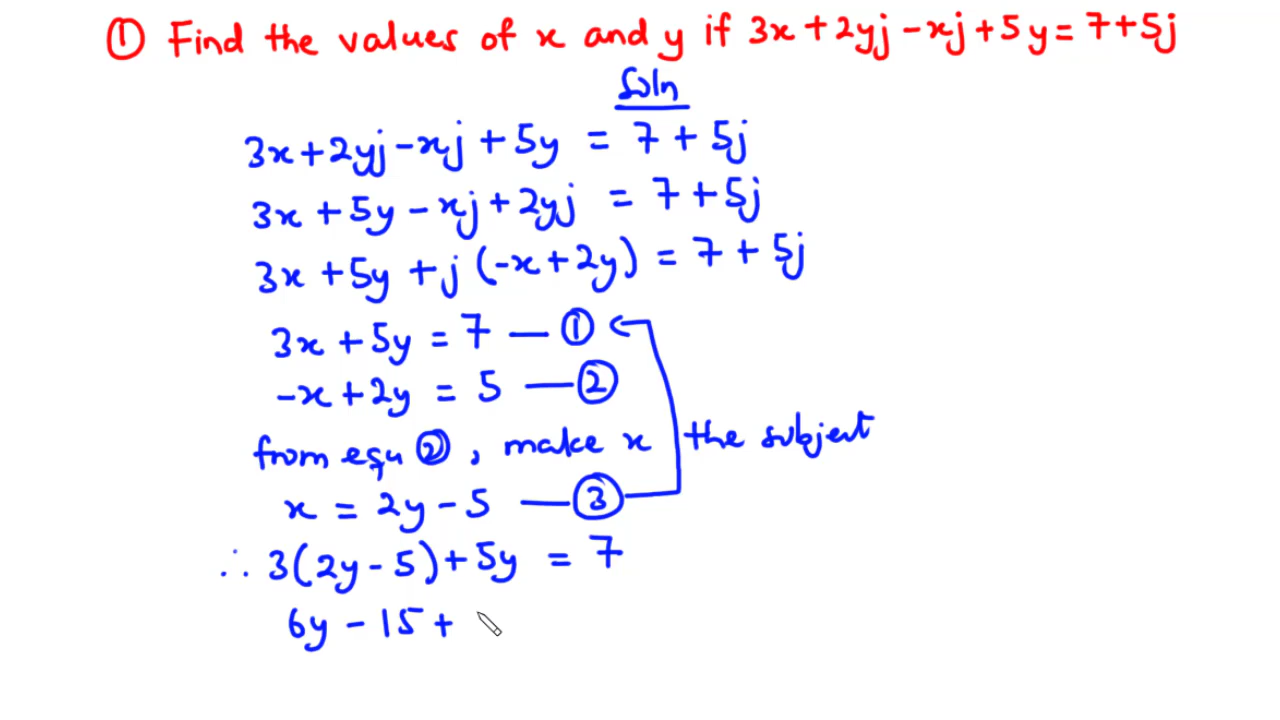 ① Find the values of x and y if 3x + 2yj - xj + 5y = 7 + 5j
Soln
3x + 2yj - xj + 5y = 7 + 5j
3x + 5y - xj + 2yj = 7 + 5j
3x + 5y + j (-x + 2y) = 7 + 5j
3x + 5y = 7 — ①
-x + 2y = 5 — ②
from equ ②, make x the subject
x = 2y - 5 — ③
∴ 3(2y - 5) + 5y = 7
6y - 15 +